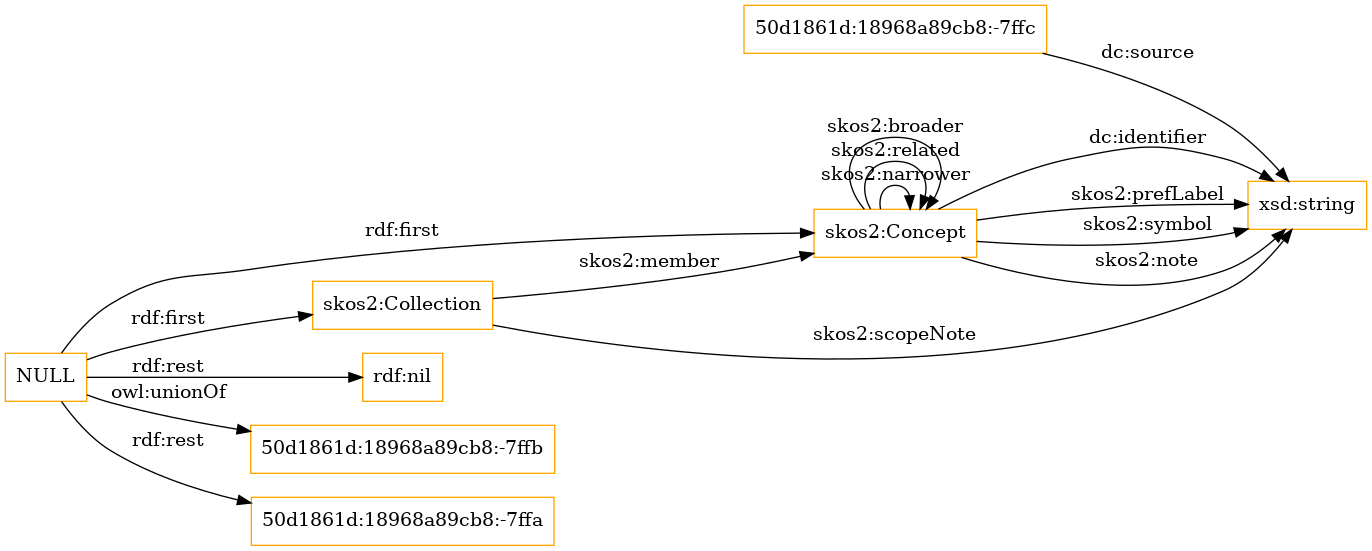 50d1861d:18968a89cb8:-7ffc
dc:source
skos2:broader
dc:identifier
skos2:related
skos2:narrower
skos2:prefLabel
xsd:string
skos2:symbol
rdf:first
skos2:Concept
skos2:member
skos2:note
skos2:Collection
rdf:first
skos2:scopeNote
rdf:rest
NULL
rdf:nil
owl:unionOf
rdf:rest
50d1861d:18968a89cb8:-7ffb
50d1861d:18968a89cb8:-7ffa